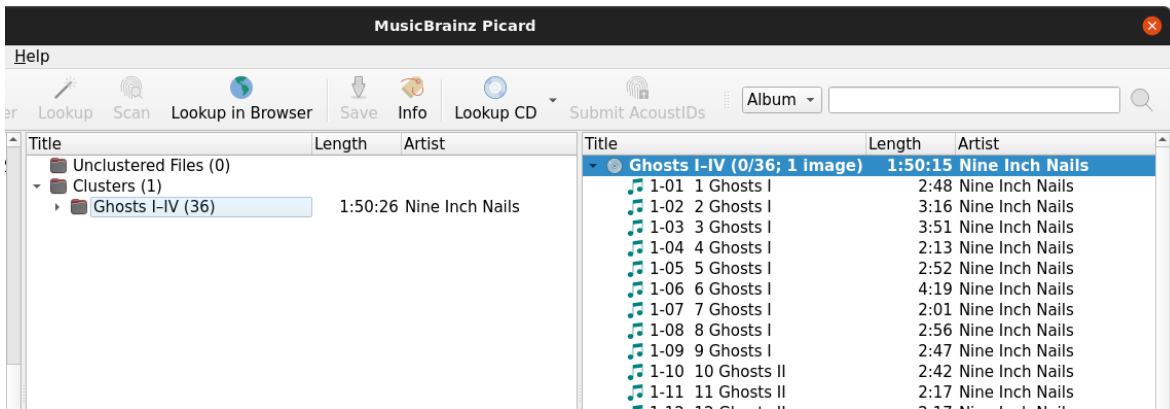 MusicBrainz Picard
Help
er Lookup Scan Lookup in Browser Save Info Lookup CD Submit AcoustIDs Album
Title Length Artist
Unclustered Files (0)
Clusters (1)
Ghosts I–IV (36) 1:50:26 Nine Inch Nails
Title Length Artist
Ghosts I–IV (0/36; 1 image) 1:50:15 Nine Inch Nails
1-01 1 Ghosts I 2:48 Nine Inch Nails
1-02 2 Ghosts I 3:16 Nine Inch Nails
1-03 3 Ghosts I 3:51 Nine Inch Nails
1-04 4 Ghosts I 2:13 Nine Inch Nails
1-05 5 Ghosts I 2:52 Nine Inch Nails
1-06 6 Ghosts I 4:19 Nine Inch Nails
1-07 7 Ghosts I 2:01 Nine Inch Nails
1-08 8 Ghosts I 2:56 Nine Inch Nails
1-09 9 Ghosts I 2:47 Nine Inch Nails
1-10 10 Ghosts II 2:42 Nine Inch Nails
1-11 11 Ghosts II 2:17 Nine Inch Nails